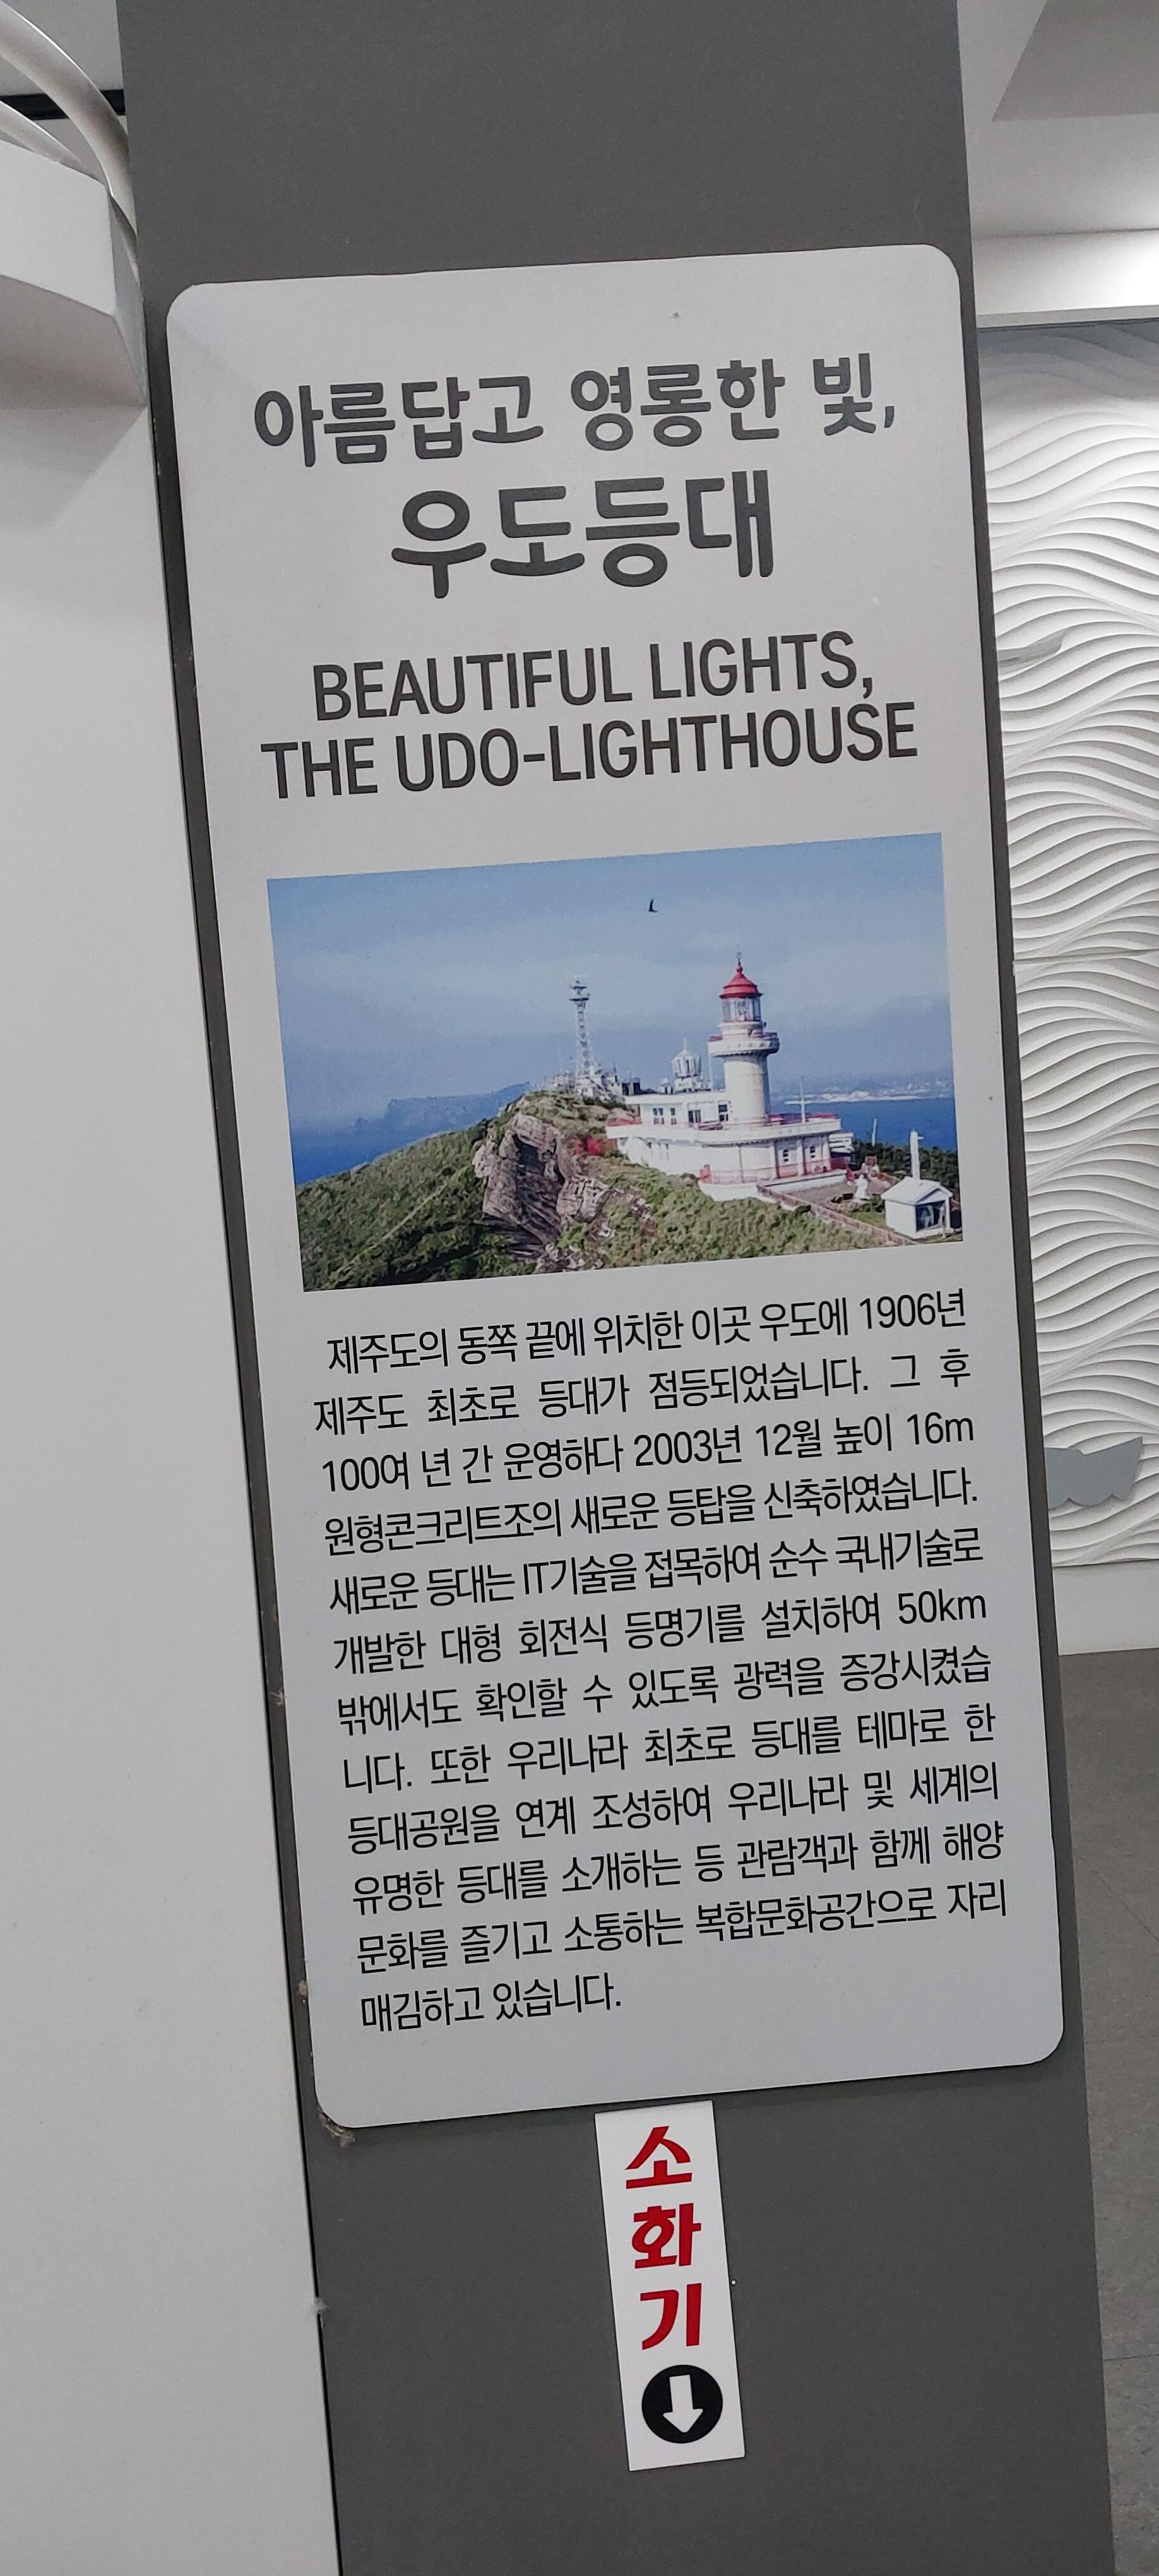 아름답고 영롱한 빛,
우도등대
BEAUTIFUL LIGHTS,
THE UDO-LIGHTHOUSE
제주도의 동쪽 끝에 위치한 이곳 우도에 1906년
제주도 최초로 등대가 점등되었습니다. 그 후
100여 년 간 운영하다 2003년 12월 높이 16m
원형콘크리트조의 새로운 등탑을 신축하였습니다.
새로운 등대는 IT기술을 접목하여 순수 국내기술로
개발한 대형 회전식 등명기를 설치하여 50km
밖에서도 확인할 수 있도록 광력을 증강시켰습
니다. 또한 우리나라 최초로 등대를 테마로 한
등대공원을 연계 조성하여 우리나라 및 세계의
유명한 등대를 소개하는 등 관람객과 함께 해양
문화를 즐기고 소통하는 복합문화공간으로 자리
매김하고 있습니다.
소
화
기